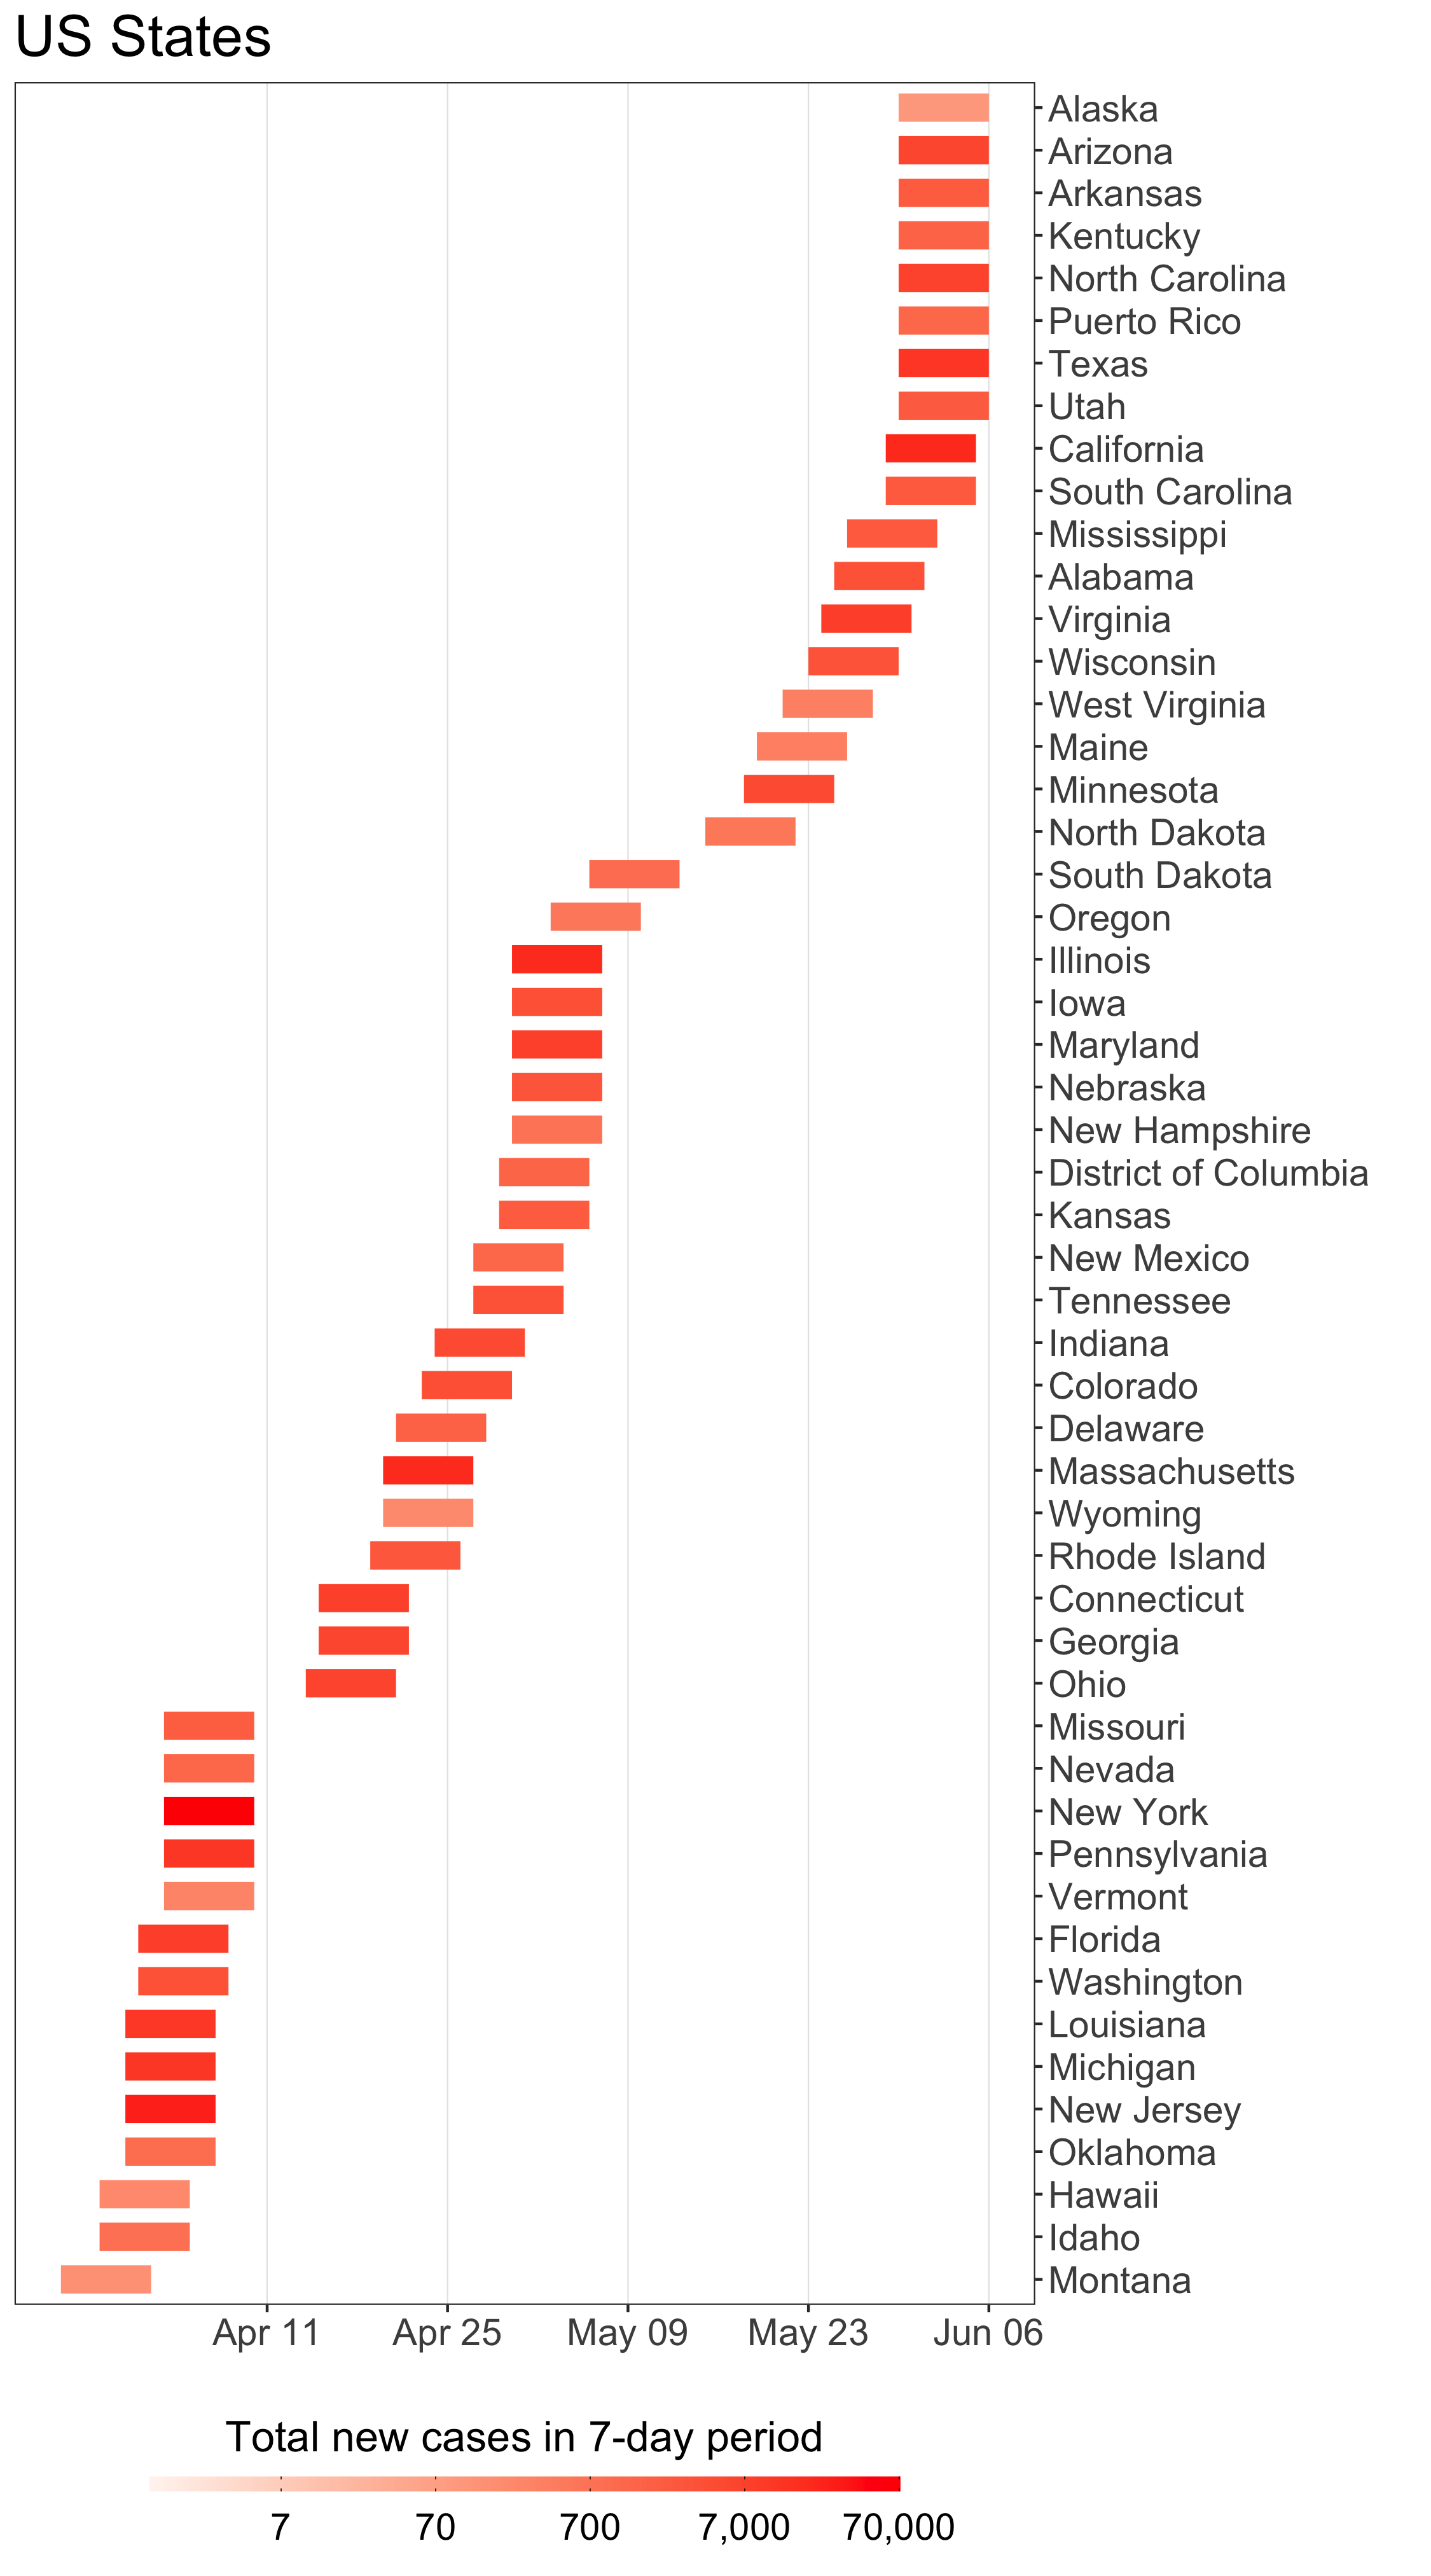 US States
Alaska
Arizona
Arkansas
Kentucky
North Carolina
Puerto Rico
Texas
Utah
California
South Carolina
Mississippi
Alabama
Virginia
Wisconsin
West Virginia
Maine
Minnesota
North Dakota
South Dakota
Oregon
Illinois
Iowa
Maryland
Nebraska
New Hampshire
District of Columbia
Kansas
New Mexico
Tennessee
Indiana
Colorado
Delaware
Massachusetts
Wyoming
Rhode Island
Connecticut
Georgia
Ohio
Missouri
Nevada
New York
Pennsylvania
Vermont
Florida
Washington
Louisiana
Michigan
New Jersey
Oklahoma
Hawaii
Idaho
Montana
Apr 11 Apr 25 May 09 May 23 Jun 06
Total new cases in 7-day period
7 70 700 7,000 70,000